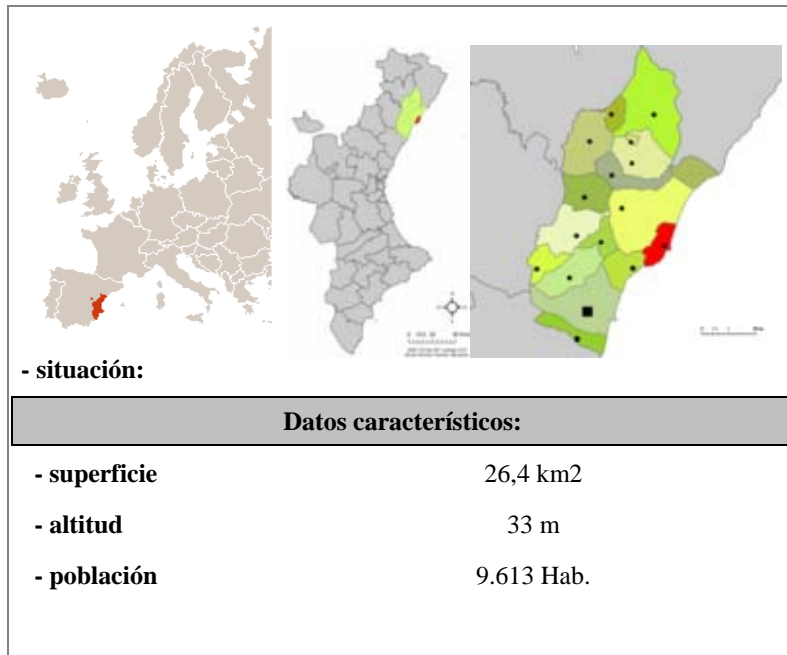 - situación:
Datos característicos:
- superficie 26,4 km2
- altitud 33 m
- población 9.613 Hab.